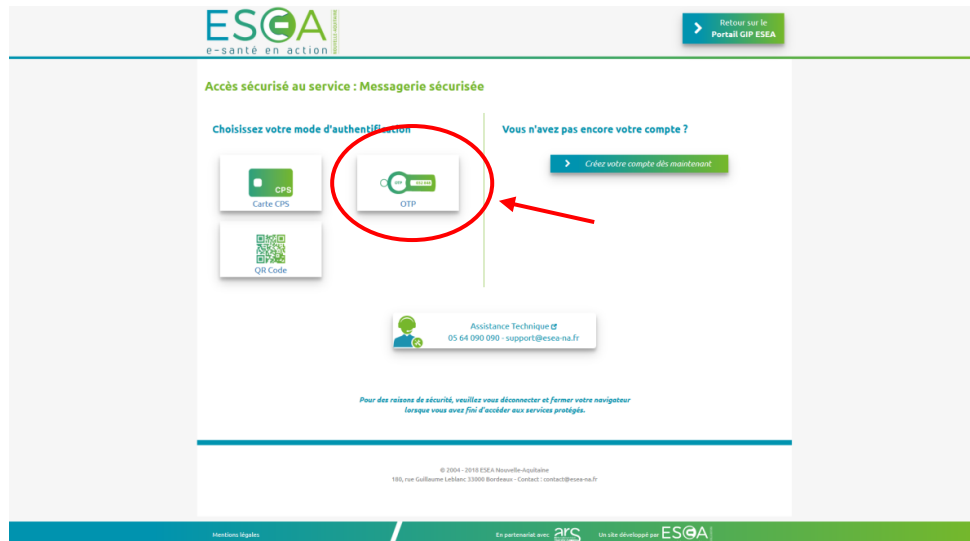 ESEA
e-santé en action
Retour sur le
Portail GIP ESEA
Accès sécurisé au service : Messagerie sécurisée
Choisissez votre mode d'authentification
CPS
Carte CPS
OTP
OTP
QR Code
Vous n'avez pas encore votre compte ?
Créez votre compte dès maintenant
Assistance Technique
05 64 090 090 - support@esea-na.fr
Pour des raisons de sécurité, veuillez vous déconnecter et fermer votre navigateur
lorsque vous avez fini d'accéder aux services protégés.
© 2004 - 2018 ESEA Nouvelle-Aquitaine
180, rue Guillaume Leblanc 33000 Bordeaux - Contact : contact@esea-na.fr
Mentions légales
En partenariat avec ars
Un site développé par ESEA